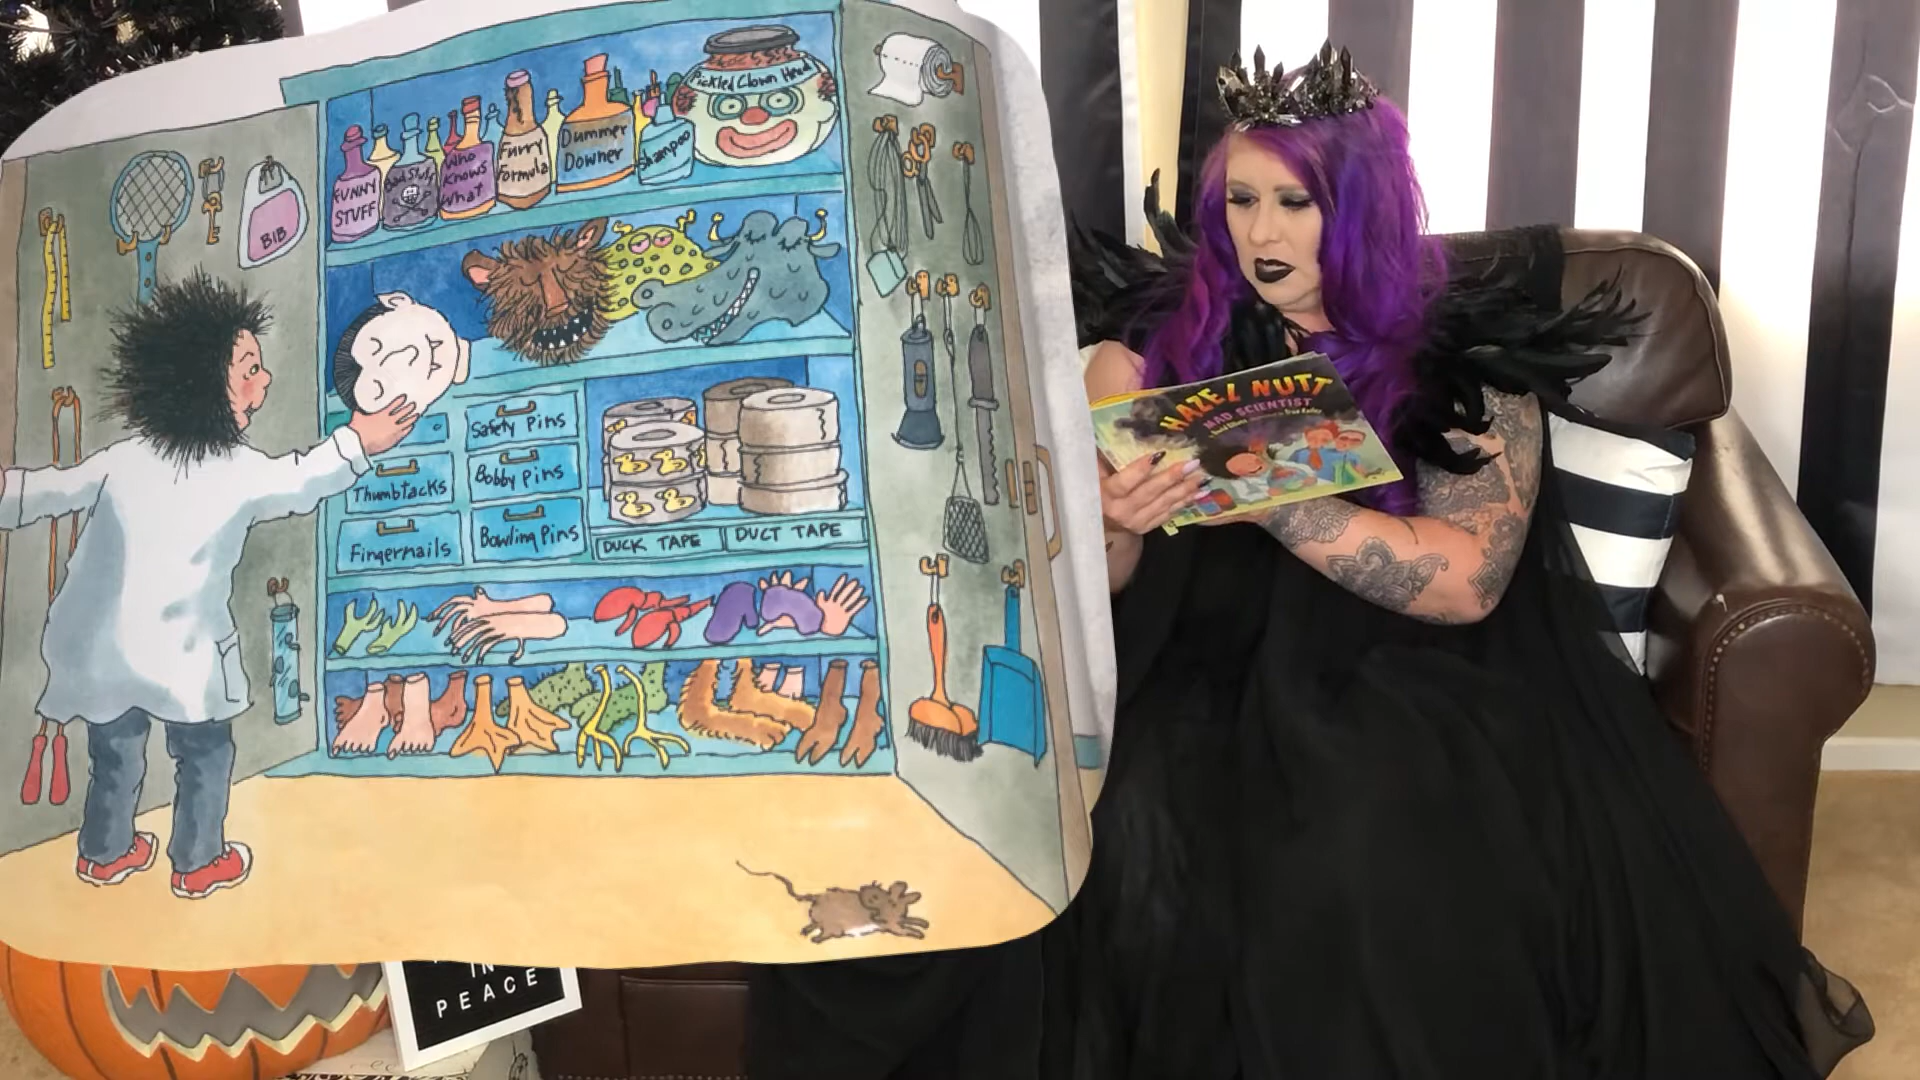 Pickled Clown Head
FUNNY
STUFF
Bad Stuff
Who
Knows
What
Furry
Formula
Dummer
Downer
Shampoo
BIB
Safety Pins
Thumbtacks
Bobby Pins
Fingernails
Bowling Pins
DUCK TAPE
DUCT TAPE
HAZEL NUTT
MAD SCIENTIST
IN
PEACE